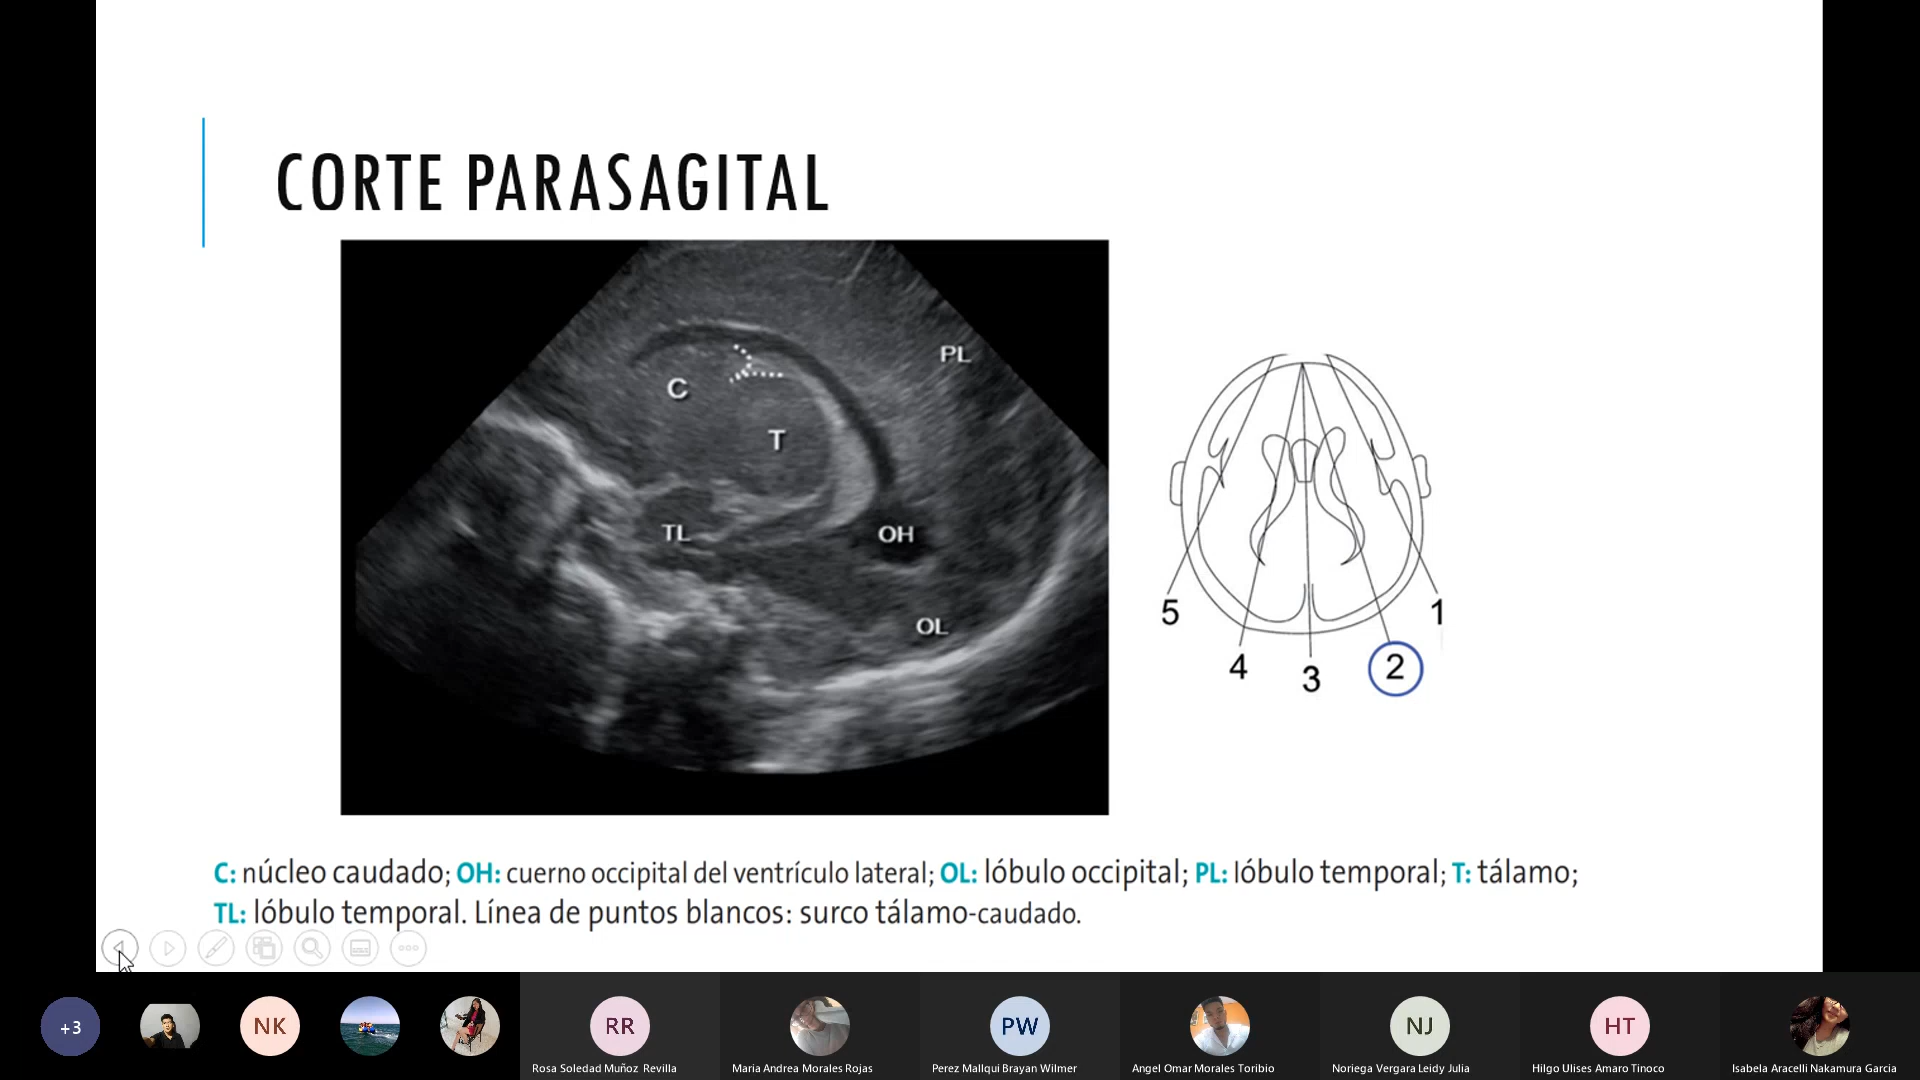 CORTE PARASAGITAL
PL
C
T
TL
OH
OL
5
1
4
2
3
C: núcleo caudado; OH: cuerno occipital del ventrículo lateral; OL: lóbulo occipital; PL: lóbulo temporal; T: tálamo;
TL: lóbulo temporal. Línea de puntos blancos: surco tálamo-caudado.
+3
NK
RR
PW
NJ
HT
Rosa Soledad Muñoz Revilla
Maria Andrea Morales Rojas
Perez Mallqui Brayan Wilmer
Angel Omar Morales Toribio
Noriega Vergara Leidy Julia
Hilgo Ulises Amaro Tinoco
Isabela Aracelli Nakamura Garcia